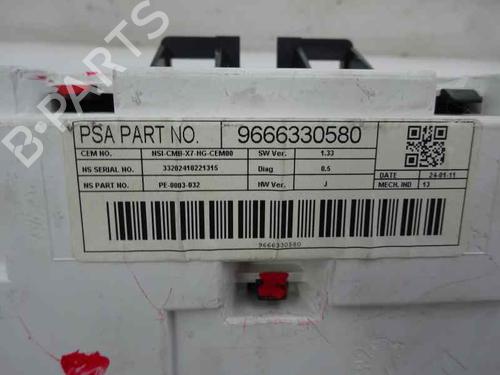 B-PARTS
PSA PART NO. 9666330580
CEM NO. NSI-CMB-X7-HG-CEM00 SW Ver. 1.33
NS SERIAL NO. 33202410221315 Diag 0.5 DATE 24-01-11
NS PART NO. PE-0003-032 HW Ver. J MECH. IND 13
9666330580